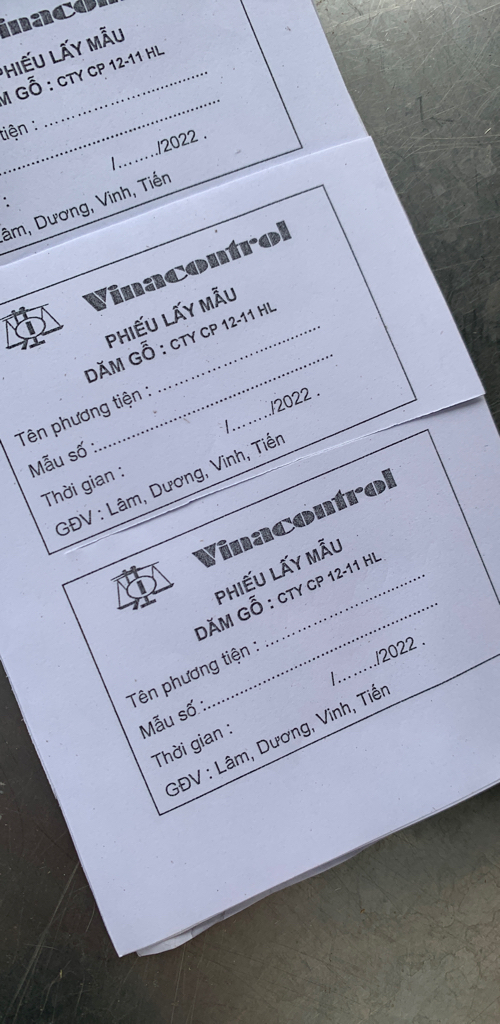 PHIẾU LẤY MẪU
GỖ : CTY CP 12-11 HL
tiện : ..............................
..........................................
: /......./2022 .
Lâm, Dương, Vinh, Tiến
Vinacontrol
PHIẾU LẤY MẪU
DĂM GỖ : CTY CP 12-11 HL
Tên phương tiện : ..............................
Mẫu số :..........................................
Thời gian : /......./2022 .
GĐV : Lâm, Dương, Vinh, Tiến
Vinacontrol
PHIẾU LẤY MẪU
DĂM GỖ : CTY CP 12-11 HL
Tên phương tiện : ..............................
Mẫu số :..........................................
Thời gian : /......./2022 .
GĐV : Lâm, Dương, Vinh, Tiến